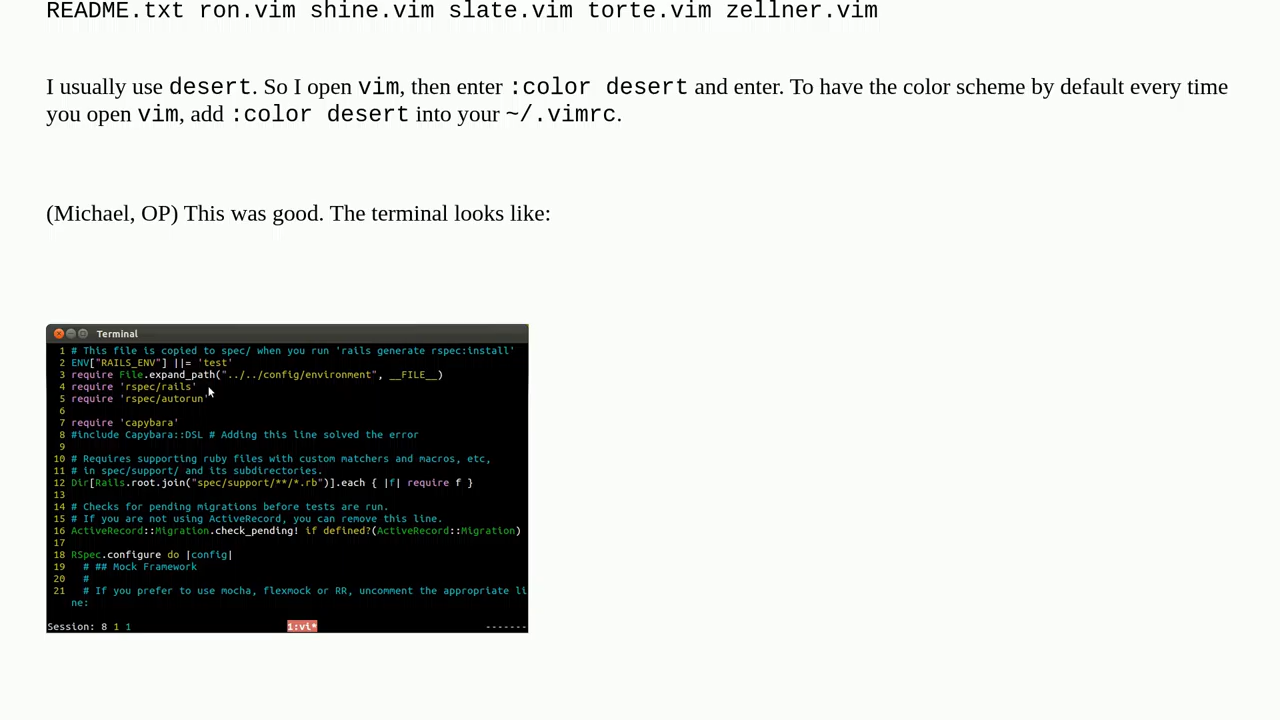 README.txt ron.vim shine.vim slate.vim torte.vim zellner.vim
I usually use desert. So I open vim, then enter :color desert and enter. To have the color scheme by default every time
you open vim, add :color desert into your ~/.vimrc.
(Michael, OP) This was good. The terminal looks like:
Terminal
1 # This file is copied to spec/ when you run 'rails generate rspec:install'
2 ENV["RAILS_ENV"] ||= 'test'
3 require File.expand_path("../../config/environment", __FILE__)
4 require 'rspec/rails'
5 require 'rspec/autorun'
6
7 require 'capybara'
8 #include Capybara::DSL # Adding this line solved the error
9
10 # Requires supporting ruby files with custom matchers and macros, etc,
11 # in spec/support/ and its subdirectories.
12 Dir[Rails.root.join("spec/support/**/*.rb")].each { |f| require f }
13
14 # Checks for pending migrations before tests are run.
15 # If you are not using ActiveRecord, you can remove this line.
16 ActiveRecord::Migration.check_pending! if defined?(ActiveRecord::Migration)
17
18 RSpec.configure do |config|
19   # ## Mock Framework
20   #
21   # If you prefer to use mocha, flexmock or RR, uncomment the appropriate li
ne:
Session: 8 1 1 1:vi* -------